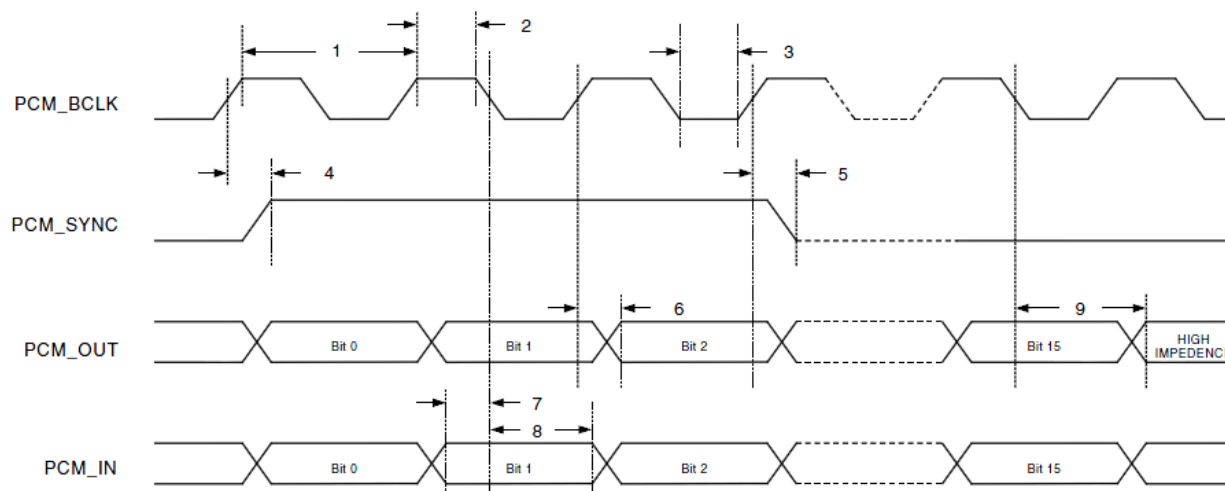 1
2
3
PCM_BCLK
4
5
PCM_SYNC
6
9
PCM_OUT
Bit 0
Bit 1
Bit 2
Bit 15
HIGH
IMPEDENCE
7
8
PCM_IN
Bit 0
Bit 1
Bit 2
Bit 15